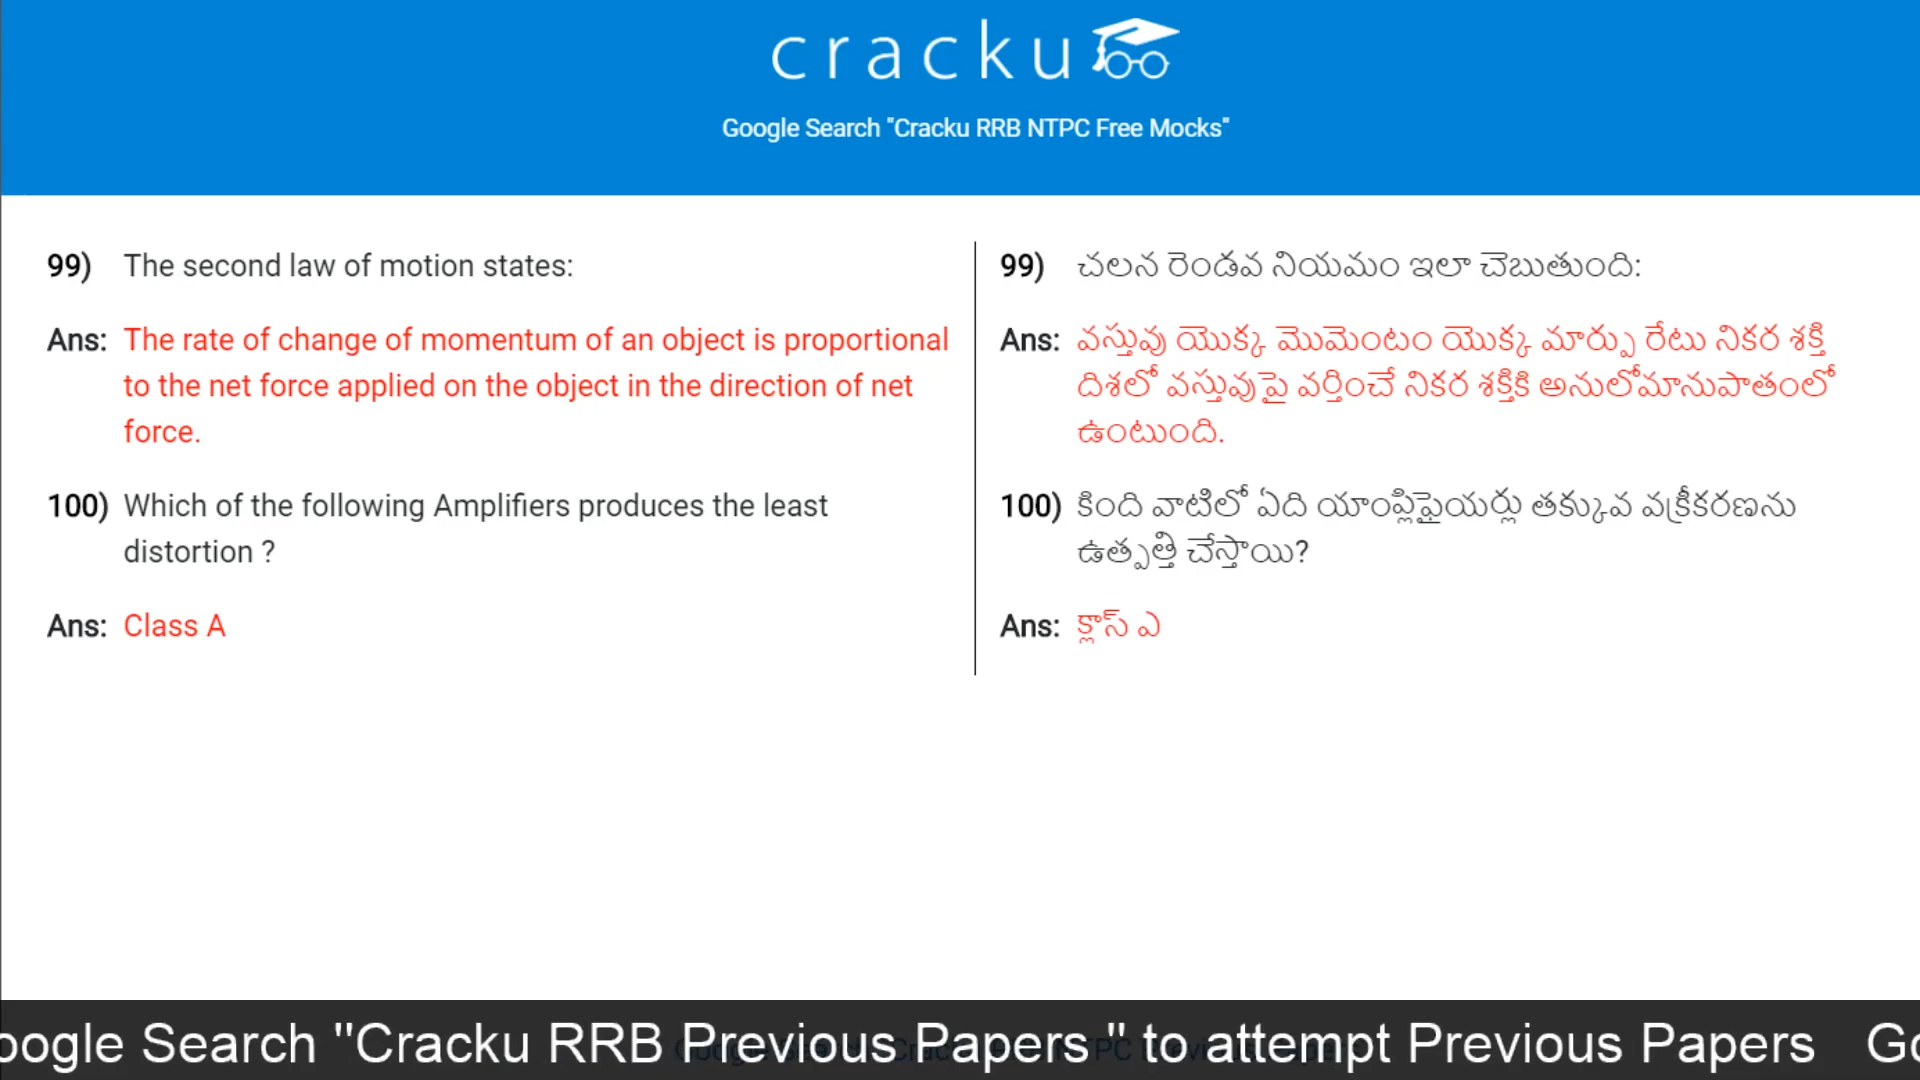 cracku
Google Search "Cracku RRB NTPC Free Mocks"
99) The second law of motion states:
Ans: The rate of change of momentum of an object is proportional
to the net force applied on the object in the direction of net
force.
100) Which of the following Amplifiers produces the least
distortion ?
Ans: Class A
99) చలన రెండవ నియమం ఇలా చెబుతుంది:
Ans: వస్తువు యొక్క మొమెంటం యొక్క మార్పు రేటు నికర శక్తి
దిశలో వస్తువుపై వర్తించే నికర శక్తికి అనులోమానుపాతంలో
ఉంటుంది.
100) కింది వాటిలో ఏది యాంప్లిఫైయర్లు తక్కువ వక్రీకరణను
ఉత్పత్తి చేస్తాయి?
Ans: క్లాస్ ఎ
oogle Search "Cracku RRB Previous Papers " to attempt Previous Papers Go